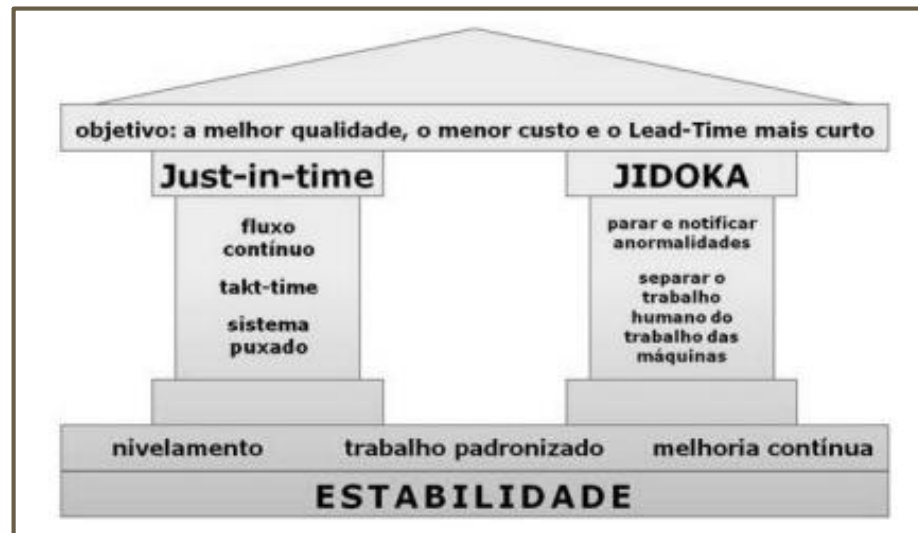 objetivo: a melhor qualidade, o menor custo e o Lead-Time mais curto
Just-in-time
fluxo
contínuo
takt-time
sistema
puxado
JIDOKA
parar e notificar
anormalidades
separar o
trabalho
humano do
trabalho das
máquinas
nivelamento trabalho padronizado melhoria contínua
ESTABILIDADE